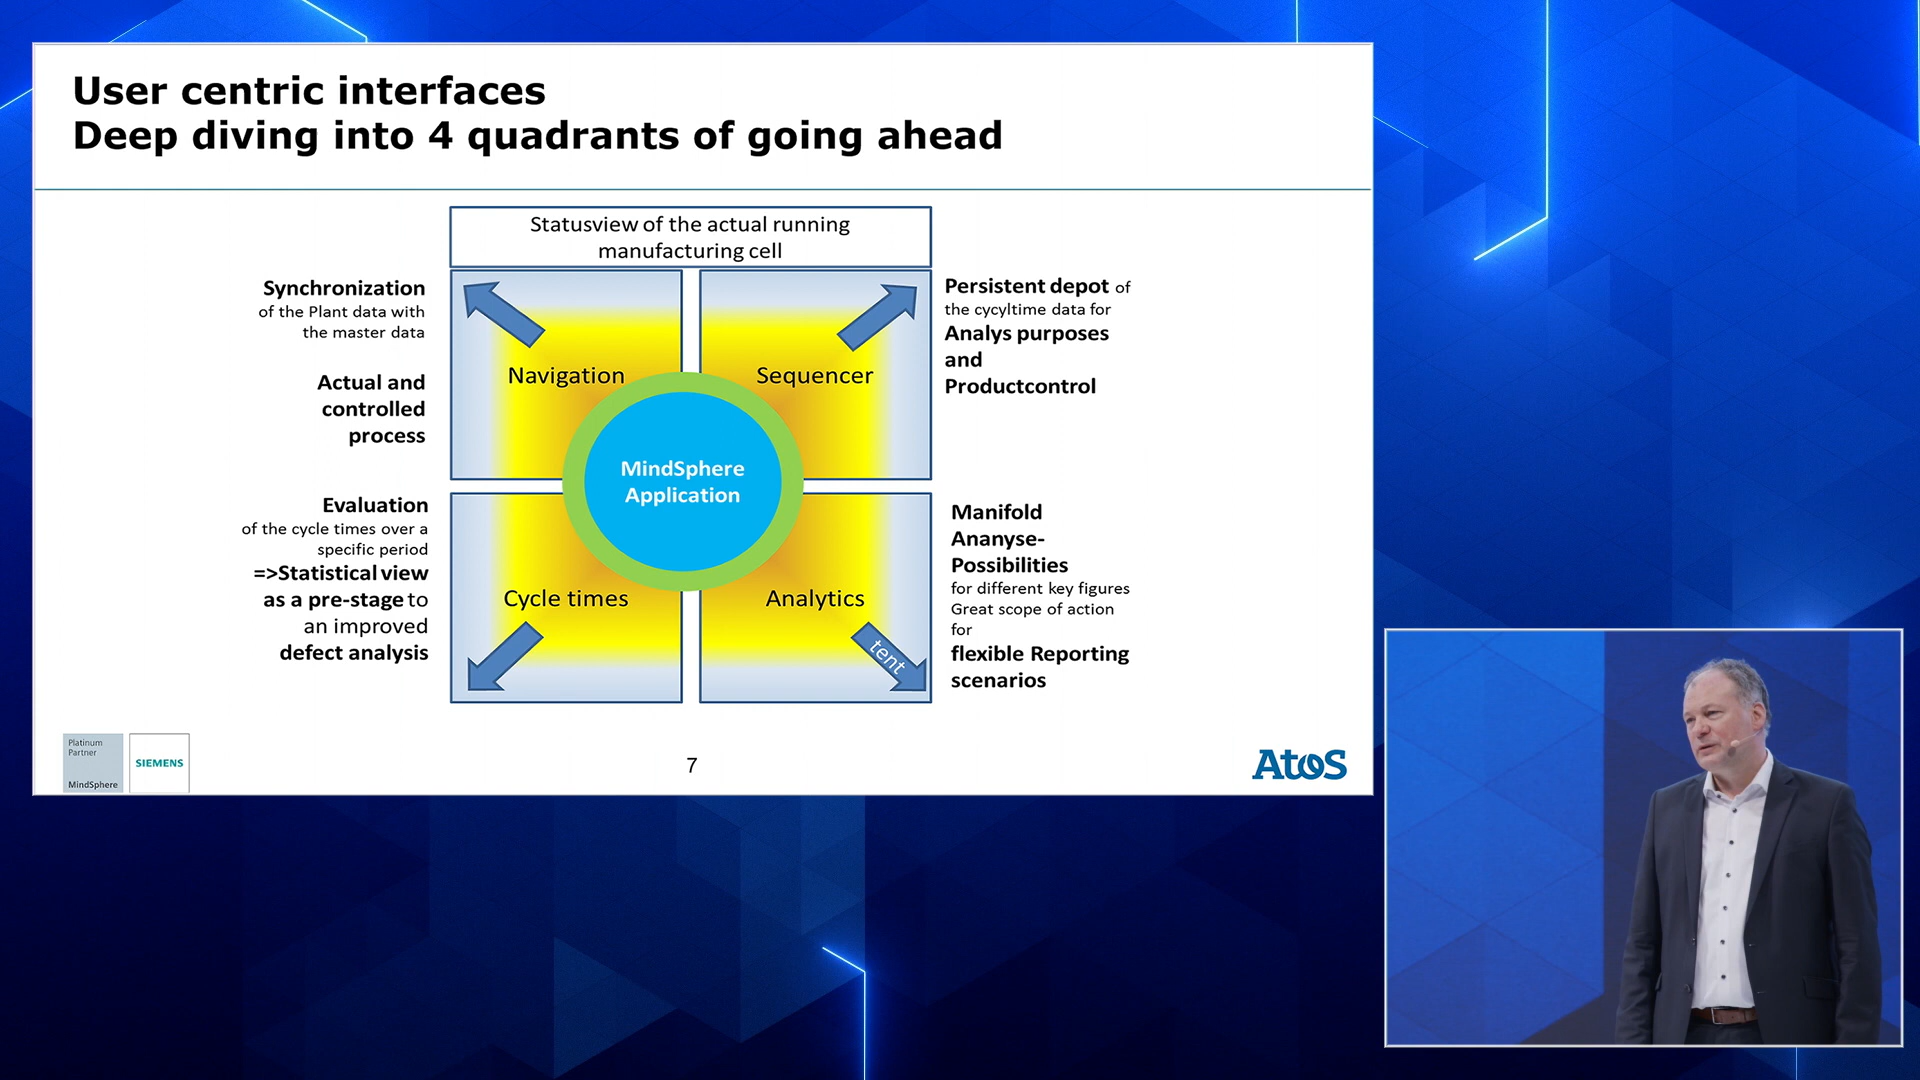 User centric interfaces
Deep diving into 4 quadrants of going ahead
Statusview of the actual running
manufacturing cell
Synchronization
of the Plant data with
the master data
Actual and
controlled
process
Navigation
Sequencer
Persistent depot of
the cycyltime data for
Analys purposes
and
Productcontrol
MindSphere
Application
Evaluation
of the cycle times over a
specific period
=>Statistical view
as a pre-stage to
an improved
defect analysis
Cycle times
Analytics
tent
Manifold
Ananyse-
Possibilities
for different key figures
Great scope of action
for
flexible Reporting
scenarios
Platinum
Partner
MindSphere
SIEMENS
7
Atos